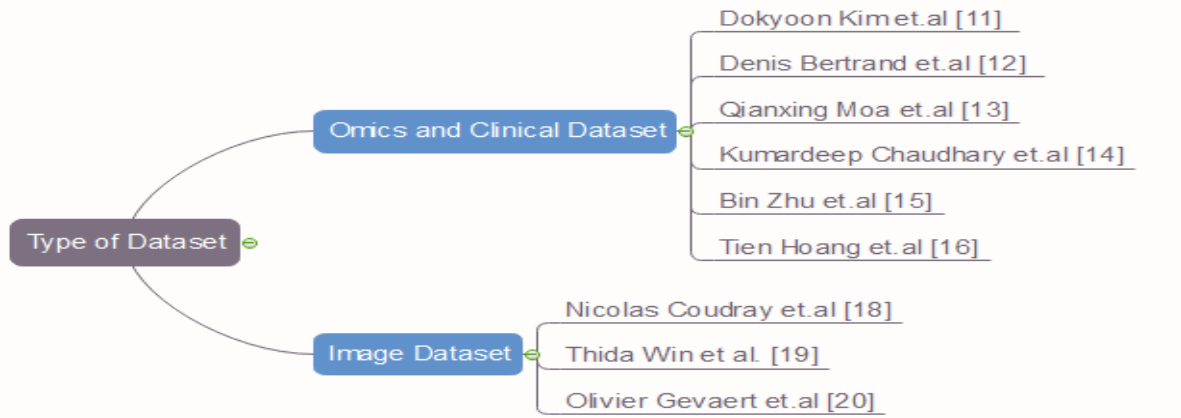 Type of Dataset
Omics and Clinical Dataset
Dokyoon Kim et.al [11]
Denis Bertrand et.al [12]
Qianxing Moa et.al [13]
Kumardeep Chaudhary et.al [14]
Bin Zhu et.al [15]
Tien Hoang et.al [16]
Image Dataset
Nicolas Coudray et.al [18]
Thida Win et al. [19]
Olivier Gevaert et.al [20]